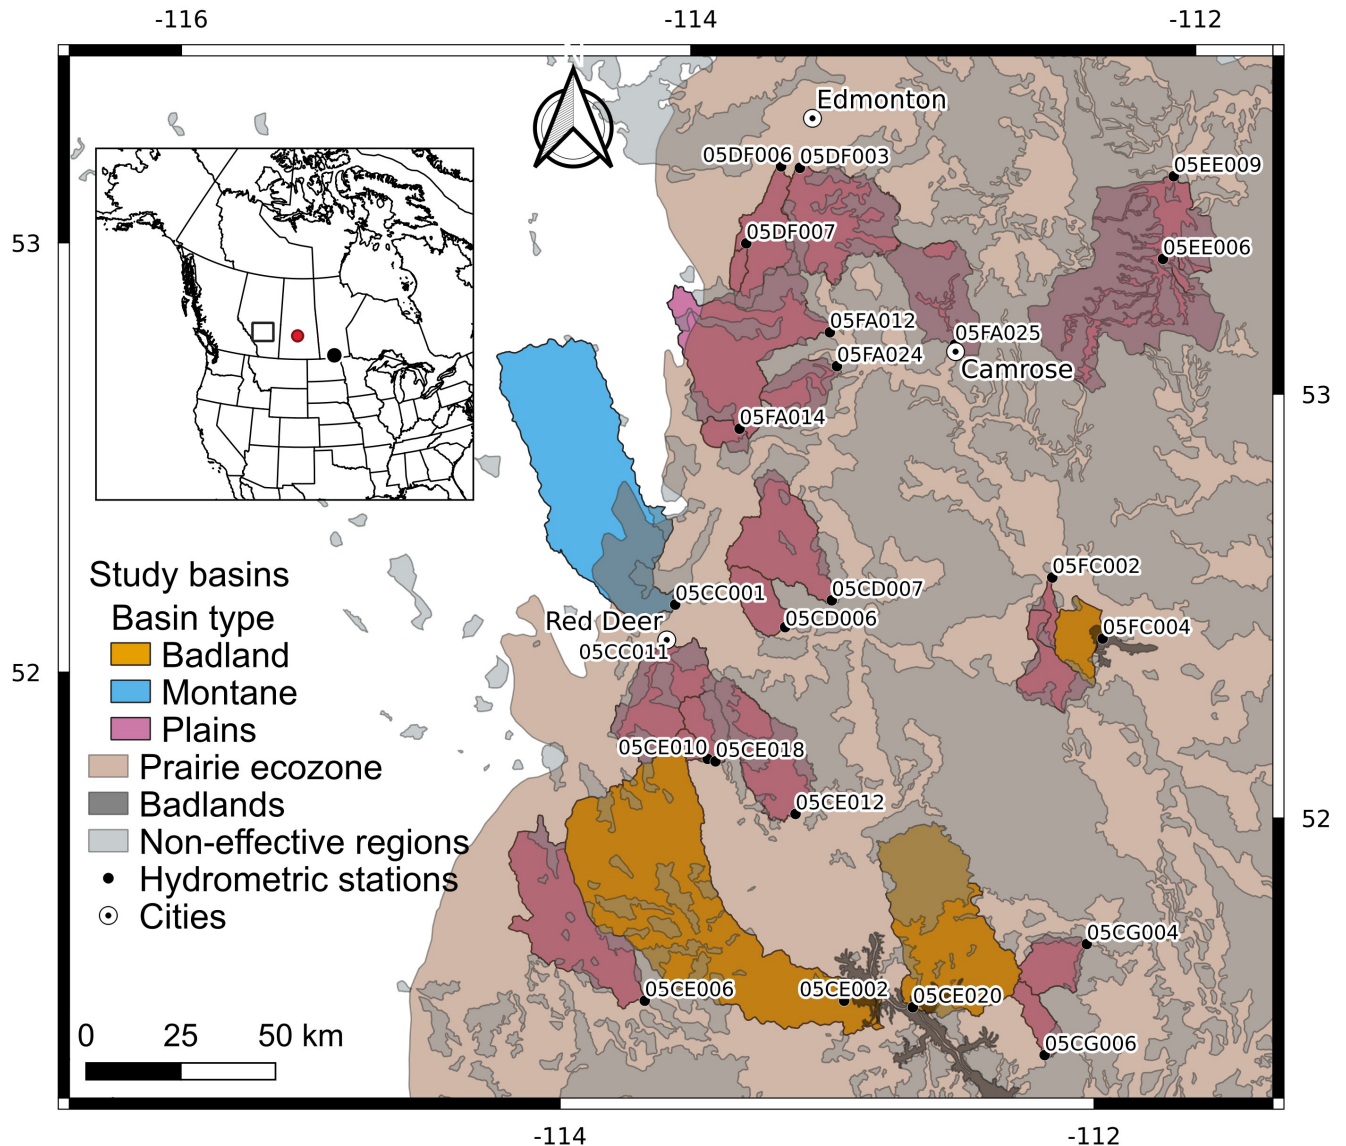 -116
-114
-112
N
Edmonton
05DF006
05DF003
05EE009
53
05DF007
05EE006
05FA012
05FA025
05FA024
Camrose
53
05FA014
Study basins
05FC002
Basin type
05CC001
05CD007
Red Deer
05CD006
05FC004
Badland
05CC011
52
Montane
Plains
05CE010
05CE018
Prairie ecozone
Badlands
05CE012
52
Non-effective regions
Hydrometric stations
Cities
05CG004
05CE006
05CE002
05CE020
0 25 50 km
05CG006
-114
-112